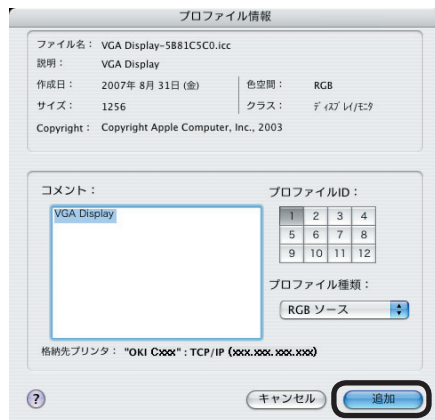 プロファイル情報
ファイル名： VGA Display-5B81C5C0.icc
説明： VGA Display
作成日： 2007年 8月 31日 (金) 色空間： RGB
サイズ： 1256 クラス： ディスプレイ/モニタ
Copyright： Copyright Apple Computer, Inc., 2003
コメント： プロファイルID：
VGA Display
1 2 3 4
5 6 7 8
9 10 11 12
プロファイル種類：
RGB ソース
格納先プリンタ： "OKI Cxxx" : TCP/IP (xxx.xxx.xxx.xxx)
? キャンセル 追加